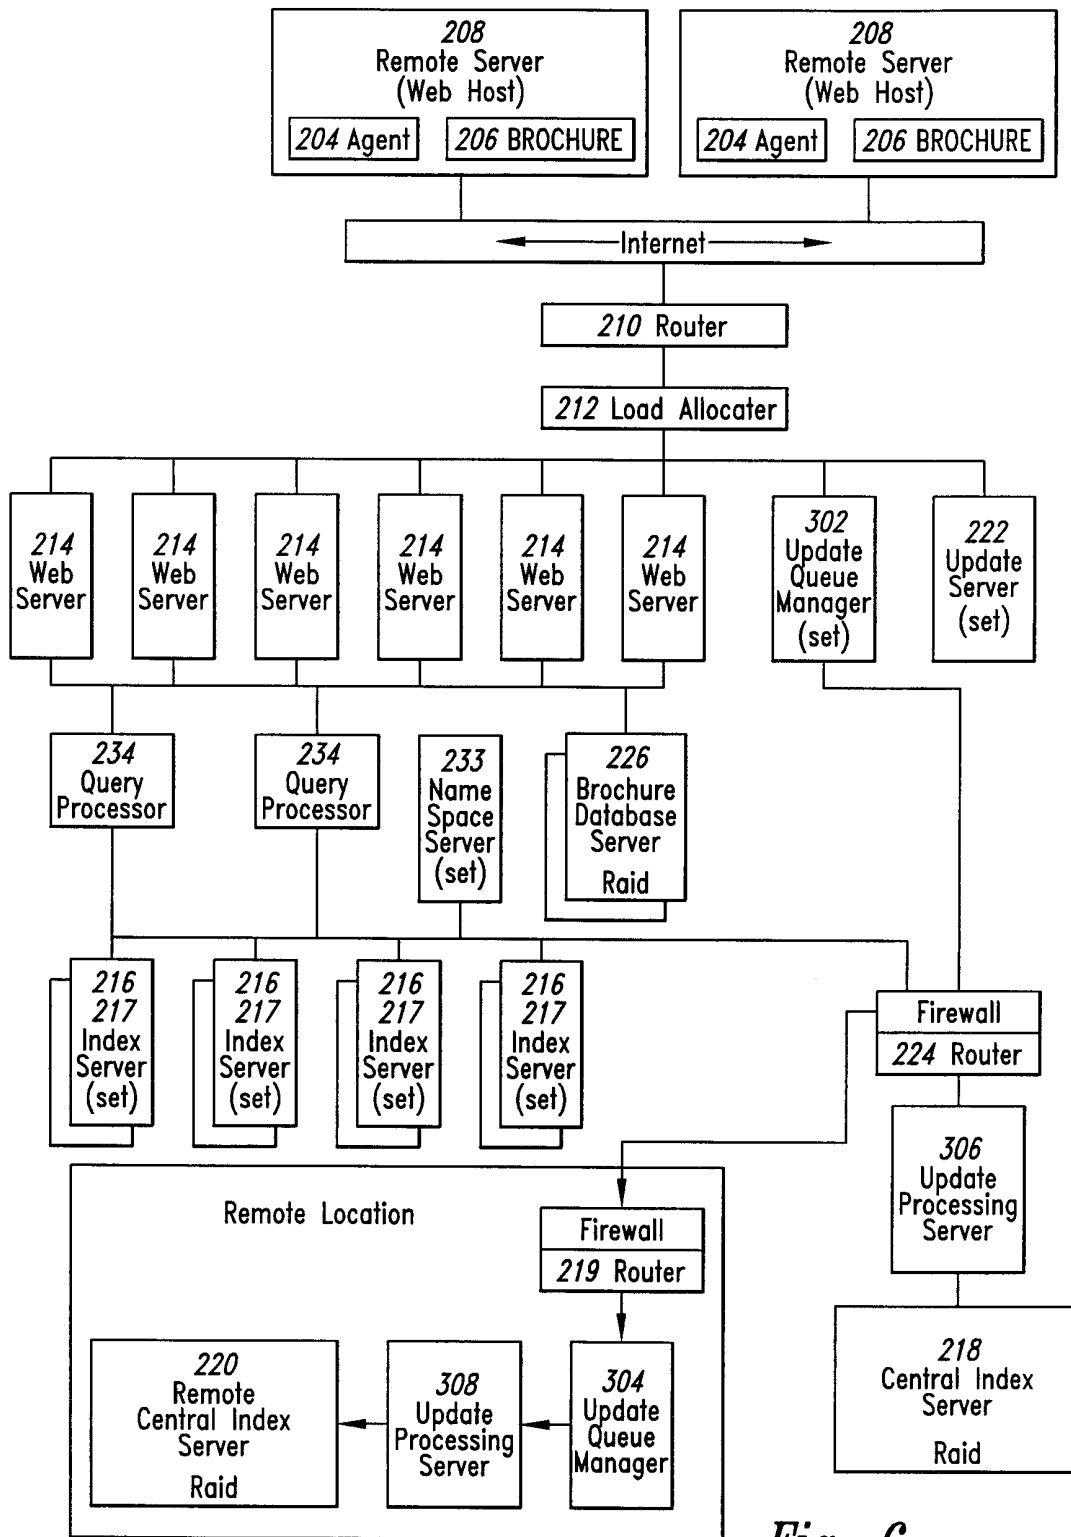 208
Remote Server
(Web Host)
204 Agent
206 BROCHURE
208
Remote Server
(Web Host)
204 Agent
206 BROCHURE
Internet
210 Router
212 Load Allocater
214
Web
Server
214
Web
Server
214
Web
Server
214
Web
Server
214
Web
Server
214
Web
Server
302
Update
Queue
Manager
(set)
222
Update
Server
(set)
234
Query
Processor
234
Query
Processor
233
Name
Space
Server
(set)
226
Brochure
Database
Server
Raid
216
217
Index
Server
(set)
216
217
Index
Server
(set)
216
217
Index
Server
(set)
216
217
Index
Server
(set)
Firewall
224 Router
306
Update
Processing
Server
218
Central Index
Server
Raid
Remote Location
Firewall
219 Router
304
Update
Queue
Manager
308
Update
Processing
Server
220
Remote
Central Index
Server
Raid
Fig. 6